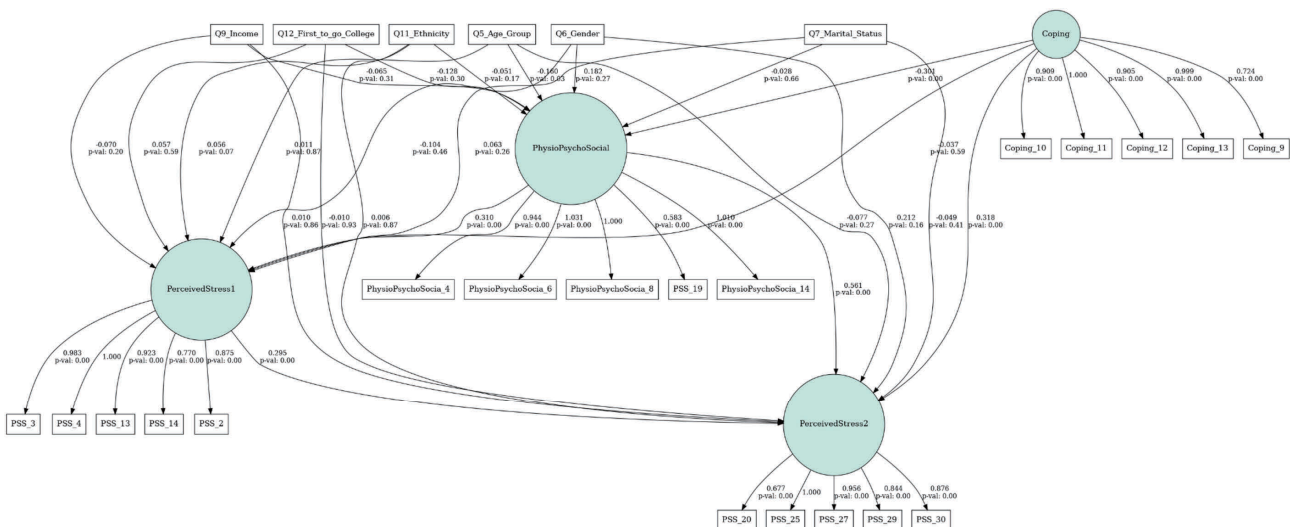 Q9_Income
Q12_First_to_go_College
Q11_Ethnicity
Q5_Age_Group
Q6_Gender
Q7_Marital_Status
Coping
-0.065
p-val: 0.31
-0.128
p-val: 0.30
-0.051
p-val: 0.17
-0.160
p-val: 0.03
0.182
p-val: 0.27
-0.028
p-val: 0.66
-0.301
p-val: 0.00
0.909
p-val: 0.00
1.000
0.905
p-val: 0.00
0.999
p-val: 0.00
0.724
p-val: 0.00
-0.070
p-val: 0.20
0.057
p-val: 0.59
0.056
p-val: 0.07
0.011
p-val: 0.87
-0.104
p-val: 0.46
0.063
p-val: 0.26
PhysioPsychoSocial
-0.037
p-val: 0.59
Coping_10
Coping_11
Coping_12
Coping_13
Coping_9
0.010
p-val: 0.86
-0.010
p-val: 0.93
0.006
p-val: 0.87
0.310
p-val: 0.00
0.944
p-val: 0.00
1.031
p-val: 0.00
1.000
0.583
p-val: 0.00
1.010
p-val: 0.00
-0.077
p-val: 0.27
0.212
p-val: 0.16
-0.049
p-val: 0.41
0.318
p-val: 0.00
PerceivedStress1
PhysioPsychoSocia_4
PhysioPsychoSocia_6
PhysioPsychoSocia_8
PSS_19
PhysioPsychoSocia_14
0.561
p-val: 0.00
0.983
p-val: 0.00
1.000
0.923
p-val: 0.00
0.770
p-val: 0.00
0.875
p-val: 0.00
0.295
p-val: 0.00
PSS_3
PSS_4
PSS_13
PSS_14
PSS_2
PerceivedStress2
0.677
p-val: 0.00
1.000
0.956
p-val: 0.00
0.844
p-val: 0.00
0.876
p-val: 0.00
PSS_20
PSS_25
PSS_27
PSS_29
PSS_30